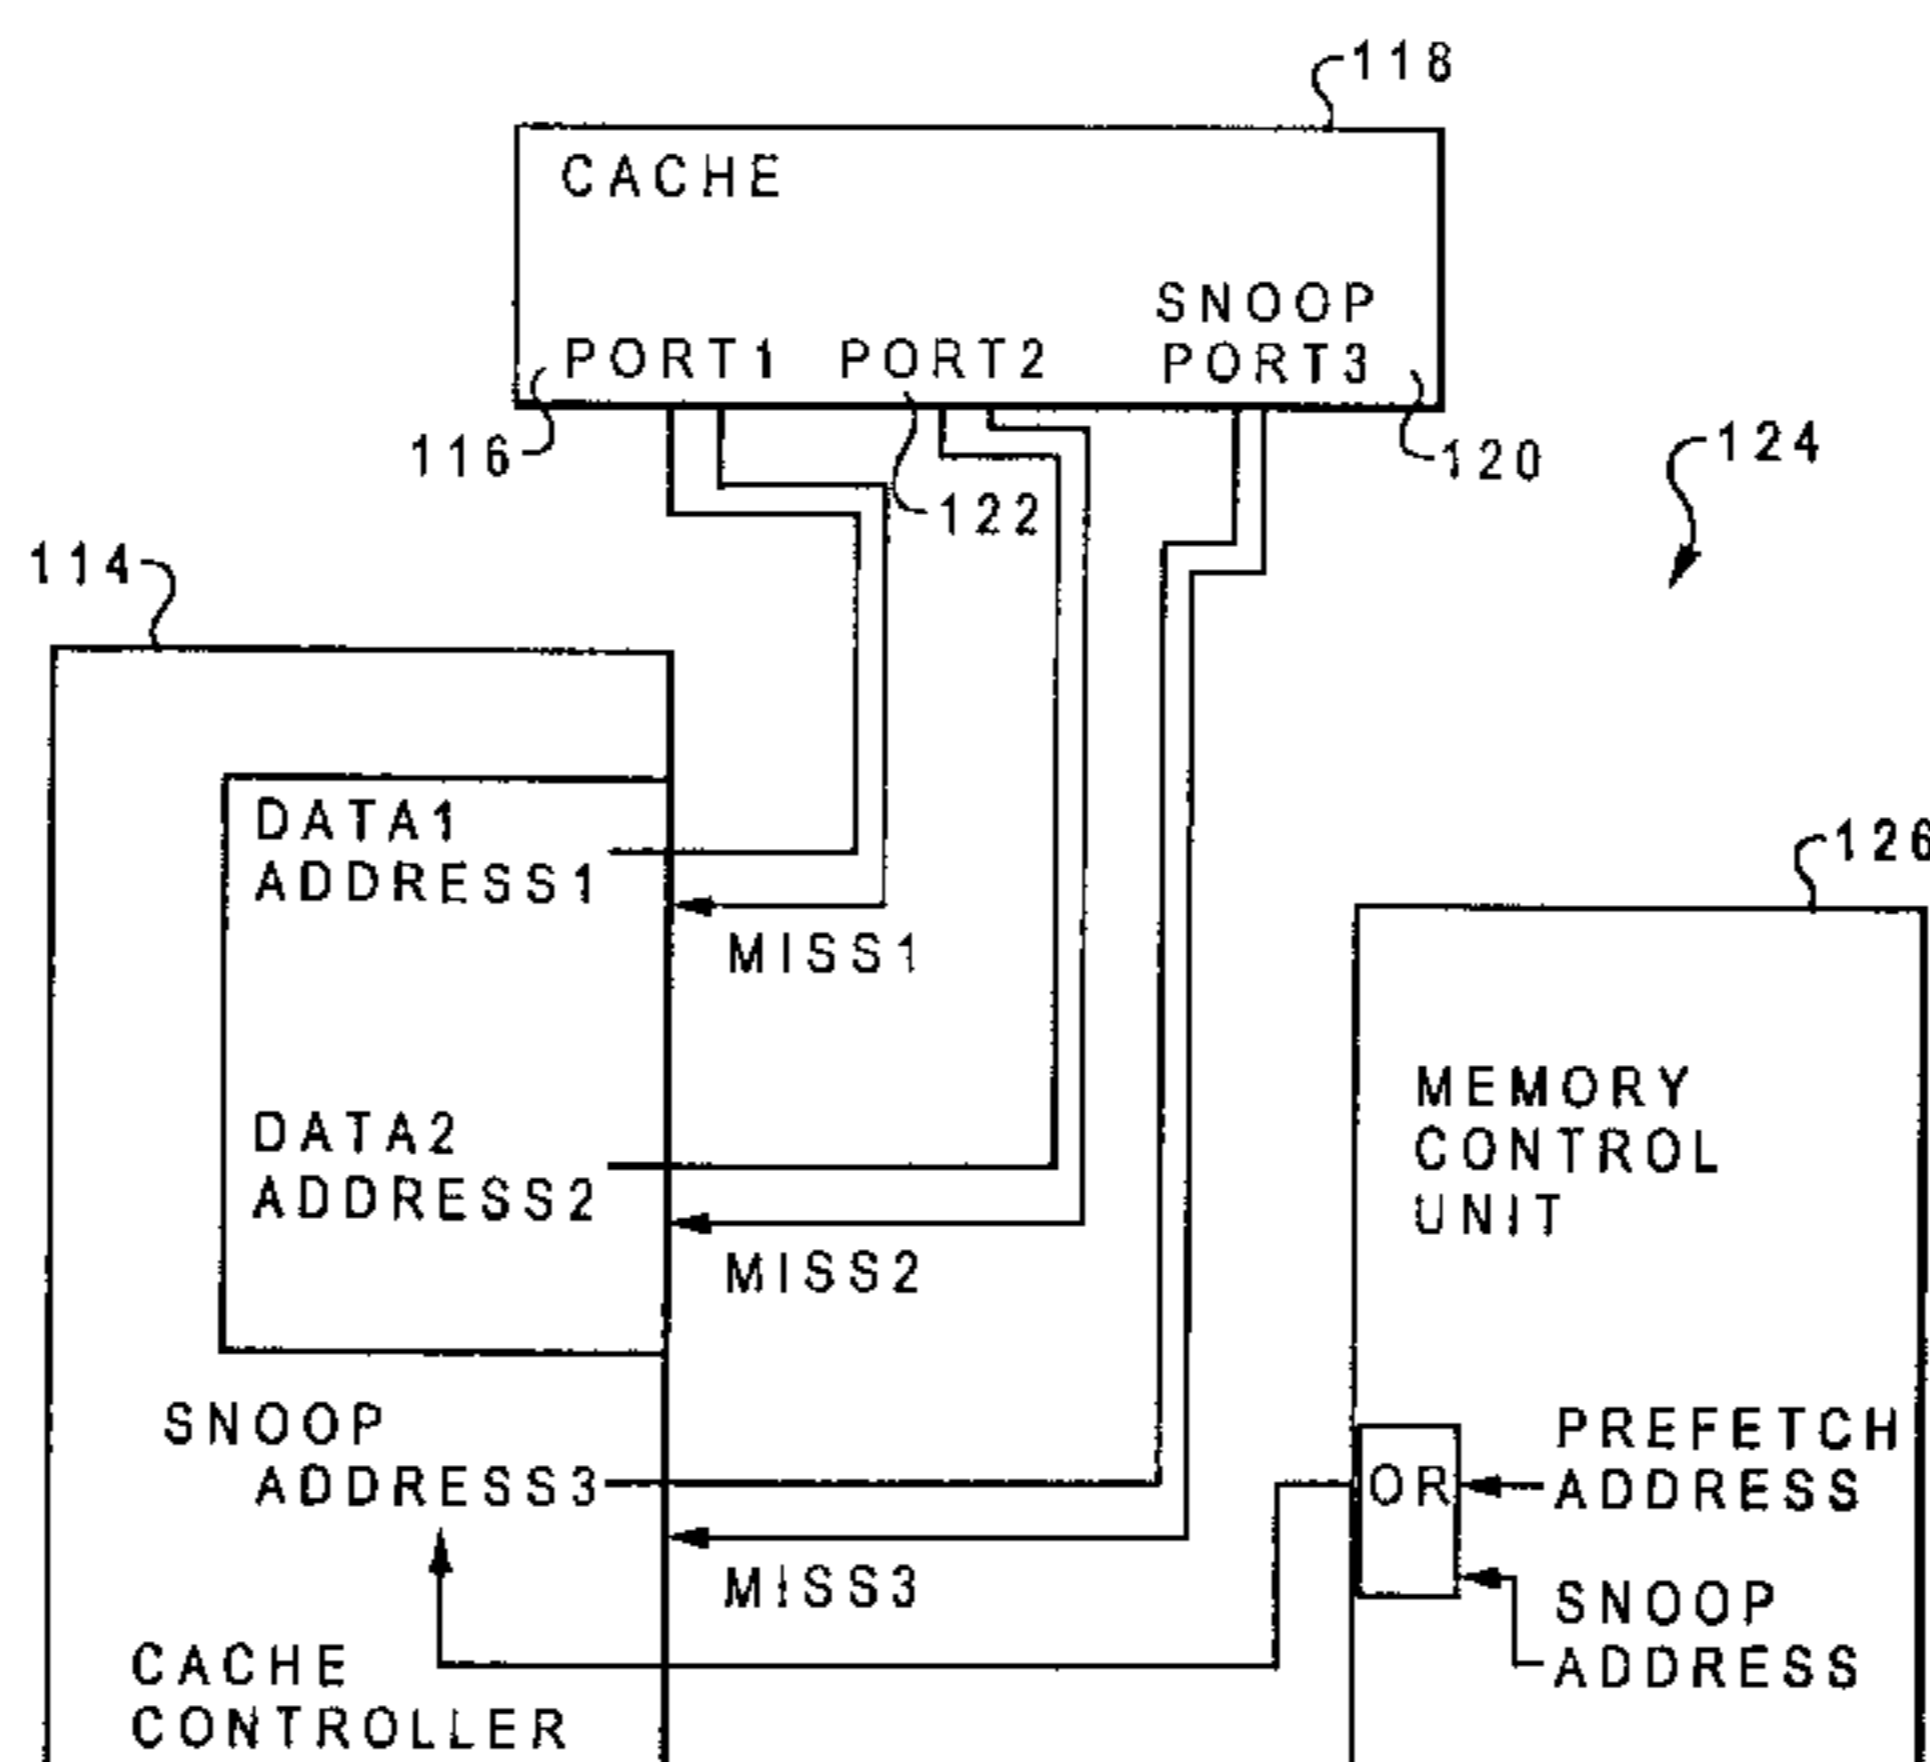 118
CACHE
SNOOP
PORT1 PORT2 PORT3
116
122
120
124
114
DATA1
ADDRESS1
MISS1
126
DATA2
ADDRESS2
MISS2
MEMORY
CONTROL
UNIT
SNOOP
ADDRESS3
MISS3
OR
PREFETCH
ADDRESS
SNOOP
ADDRESS
CACHE
CONTROLLER